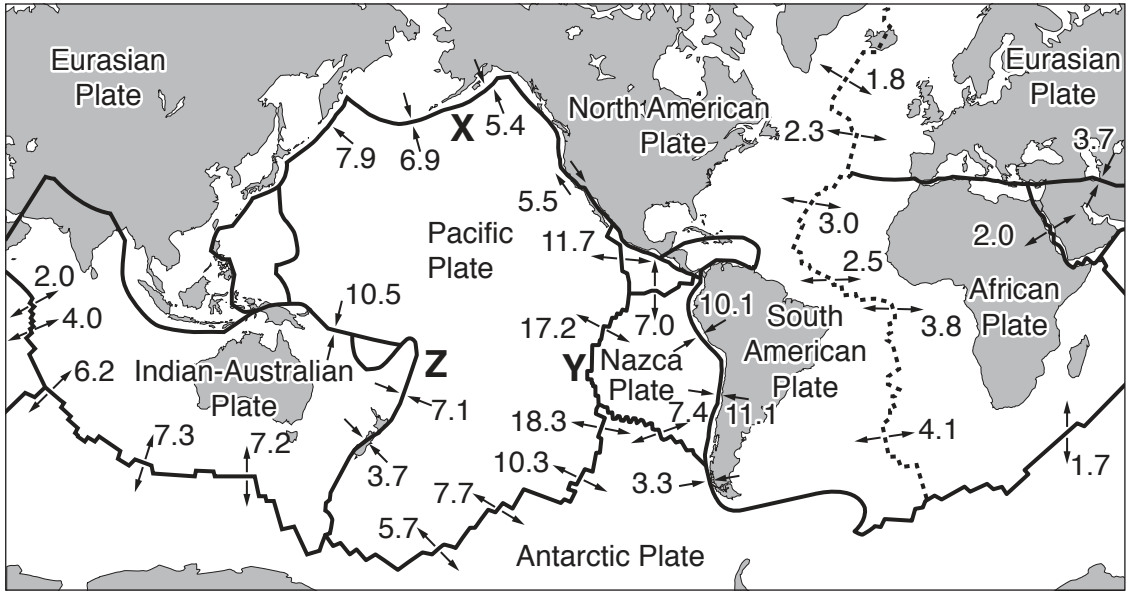 Eurasian
Plate
North American
Plate
Eurasian
Plate
1.8
2.3
3.7
X
5.4
7.9
6.9
5.5
3.0
Pacific
Plate
11.7
2.0
2.5
2.0
4.0
10.5
10.1
African
Plate
3.8
17.2
7.0
South
American
Plate
Indian-Australian
Plate
Z
Y
Nazca
Plate
6.2
7.1
7.4
11.1
18.3
4.1
7.3
7.2
3.7
10.3
3.3
1.7
7.7
5.7
Antarctic Plate